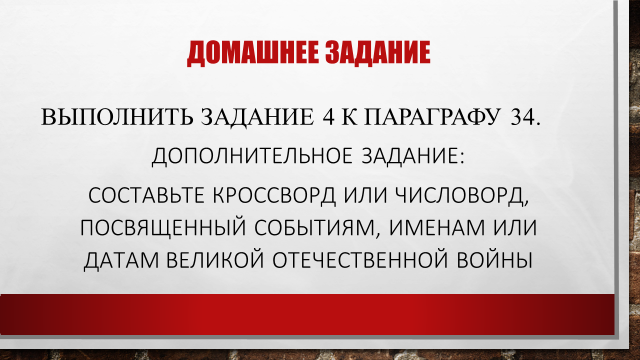 ДОМАШНЕЕ ЗАДАНИЕ
ВЫПОЛНИТЬ ЗАДАНИЕ 4 К ПАРАГРАФУ 34.
ДОПОЛНИТЕЛЬНОЕ ЗАДАНИЕ:
СОСТАВЬТЕ КРОССВОРД ИЛИ ЧИСЛОВОРД,
ПОСВЯЩЕННЫЙ СОБЫТИЯМ, ИМЕНАМ ИЛИ
ДАТАМ ВЕЛИКОЙ ОТЕЧЕСТВЕННОЙ ВОЙНЫ